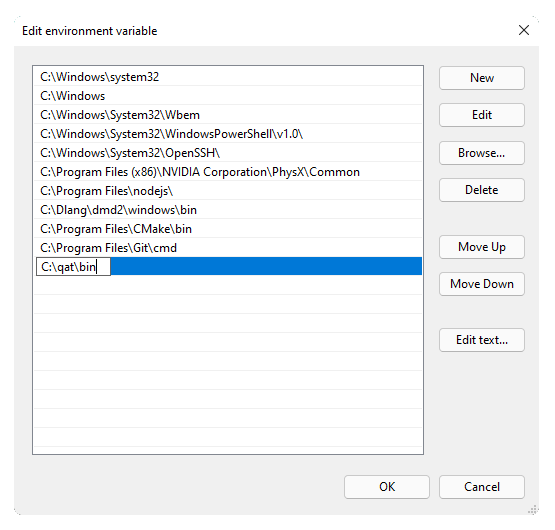 Edit environment variable
C:\Windows\system32
C:\Windows
C:\Windows\System32\Wbem
C:\Windows\System32\WindowsPowerShell\v1.0\
C:\Windows\System32\OpenSSH\
C:\Program Files (x86)\NVIDIA Corporation\PhysX\Common
C:\Program Files\nodejs\
C:\Dlang\dmd2\windows\bin
C:\Program Files\CMake\bin
C:\Program Files\Git\cmd
C:\qat\bin
New
Edit
Browse...
Delete
Move Up
Move Down
Edit text...
OK
Cancel